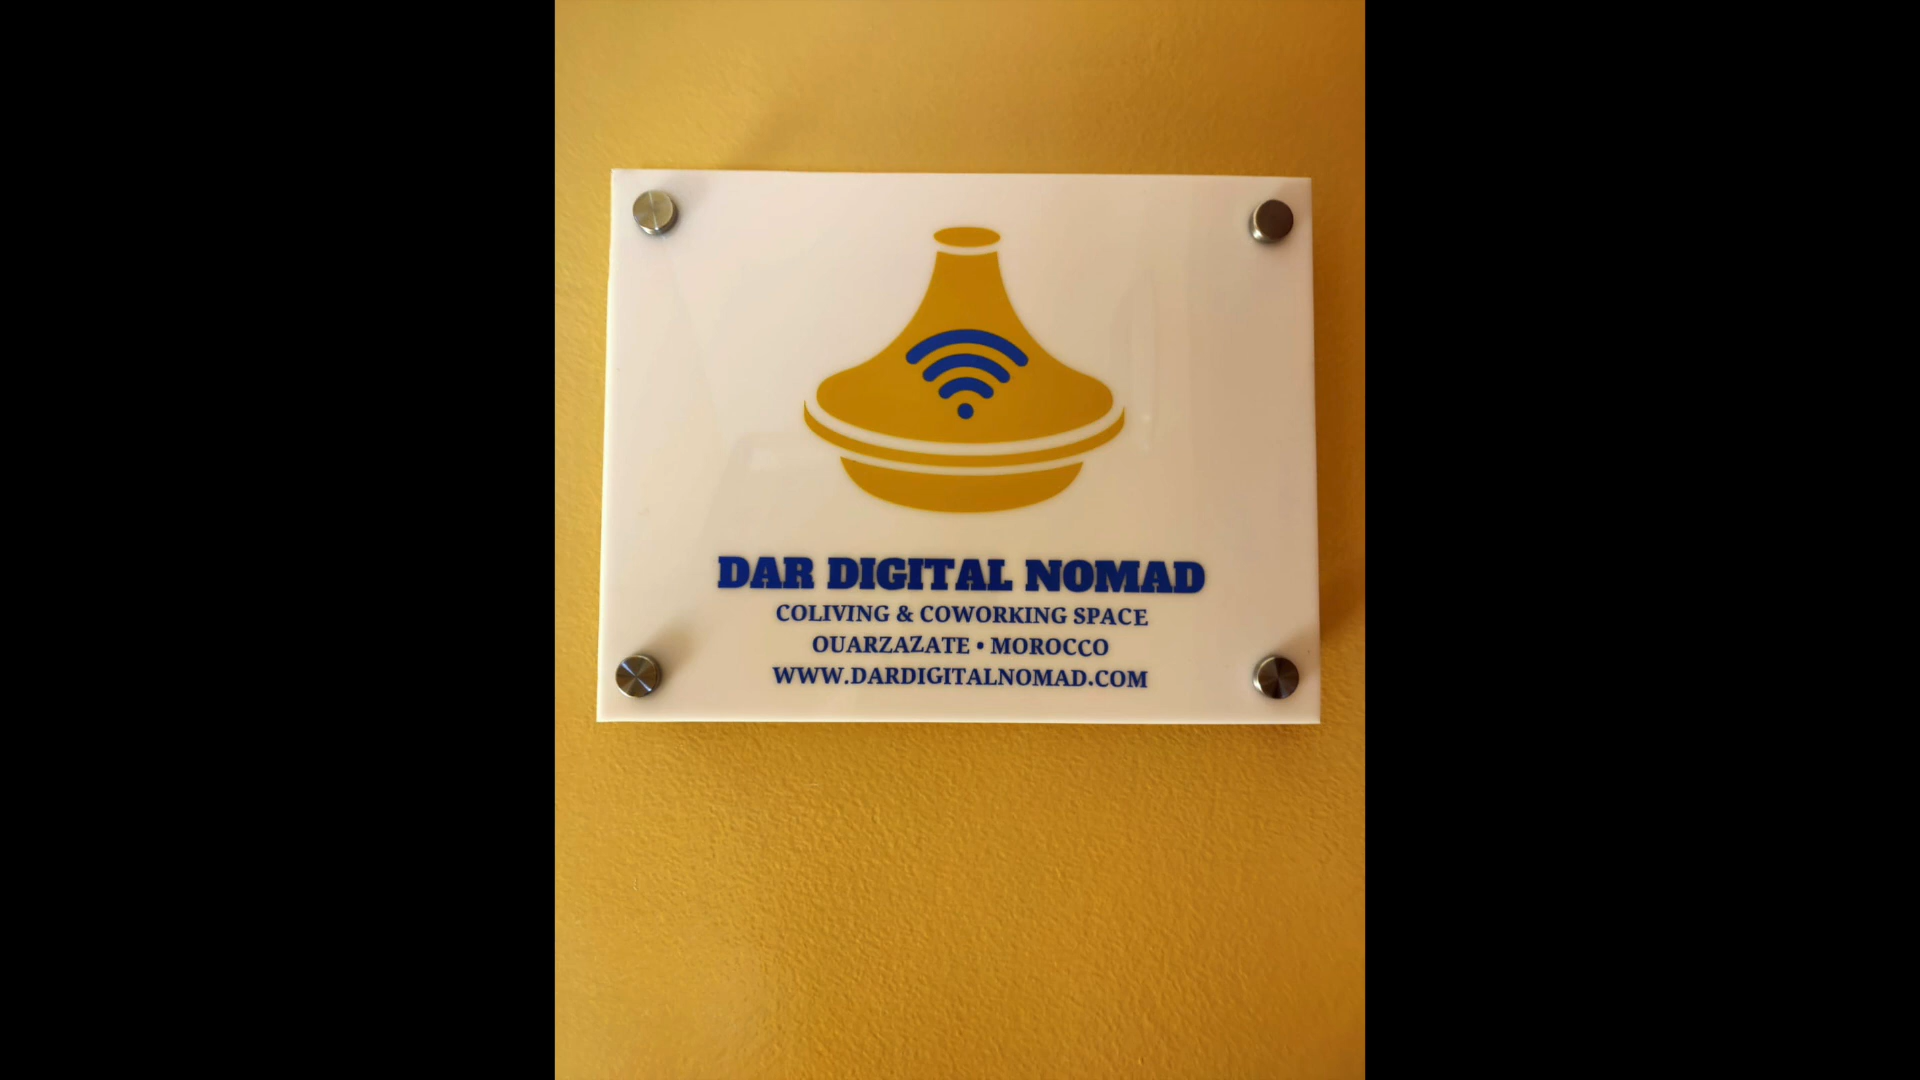 DAR DIGITAL NOMAD
COLIVING & COWORKING SPACE
OUARZAZATE • MOROCCO
WWW.DARDIGITALNOMAD.COM